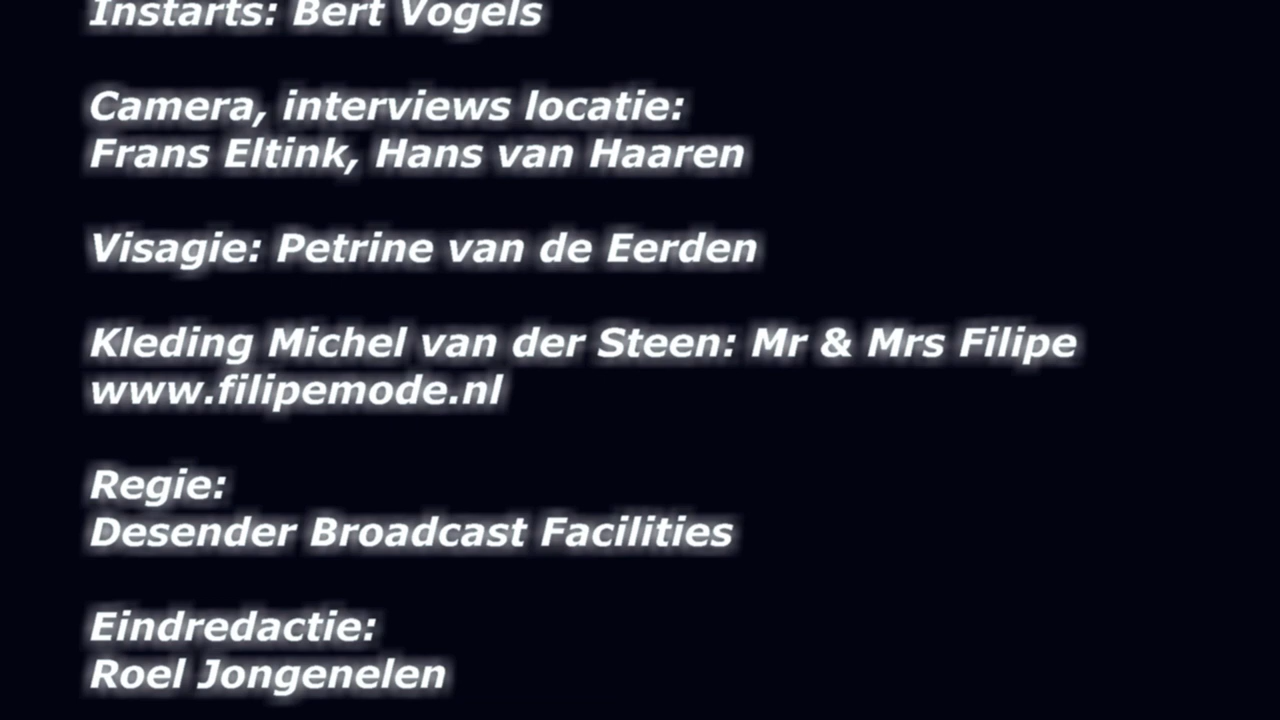 Instarts: Bert Vogels
Camera, interviews locatie:
Frans Eltink, Hans van Haaren
Visagie: Petrine van de Eerden
Kleding Michel van der Steen: Mr & Mrs Filipe
www.filipemode.nl
Regie:
Desender Broadcast Facilities
Eindredactie:
Roel Jongenelen